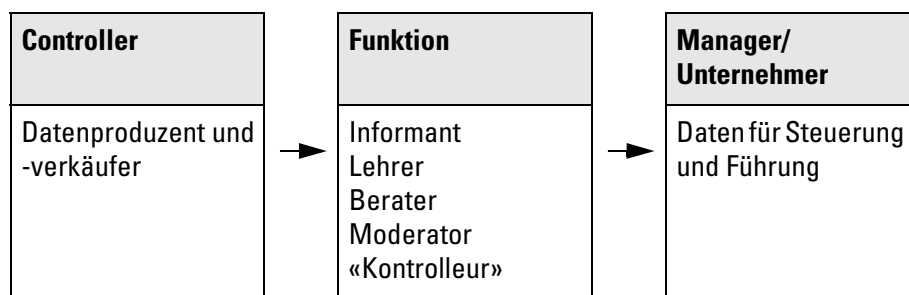 Controller
Datenproduzent und
-verkäufer
Funktion
Informant
Lehrer
Berater
Moderator
«Kontrolleur»
Manager/
Unternehmer
Daten für Steuerung
und Führung